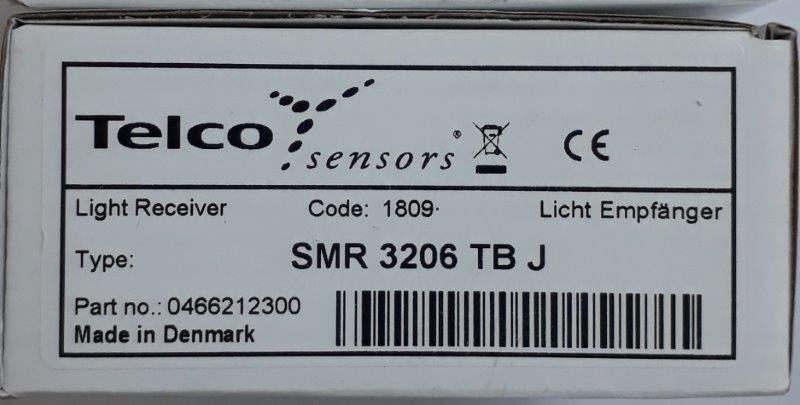 Telco sensors®
CE
Light Receiver Code: 1809 Licht Empfänger
Type: SMR 3206 TB J
Part no.: 0466212300
Made in Denmark